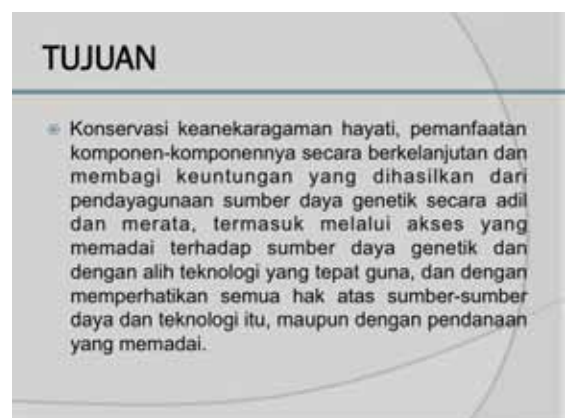 TUJUAN
Konservasi keanekaragaman hayati, pemanfaatan
komponen-komponennya secara berkelanjutan dan
membagi keuntungan yang dihasilkan dari
pendayagunaan sumber daya genetik secara adil
dan merata, termasuk melalui akses yang
memadai terhadap sumber daya genetik dan
dengan alih teknologi yang tepat guna, dan dengan
memperhatikan semua hak atas sumber-sumber
daya dan teknologi itu, maupun dengan pendanaan
yang memadai.